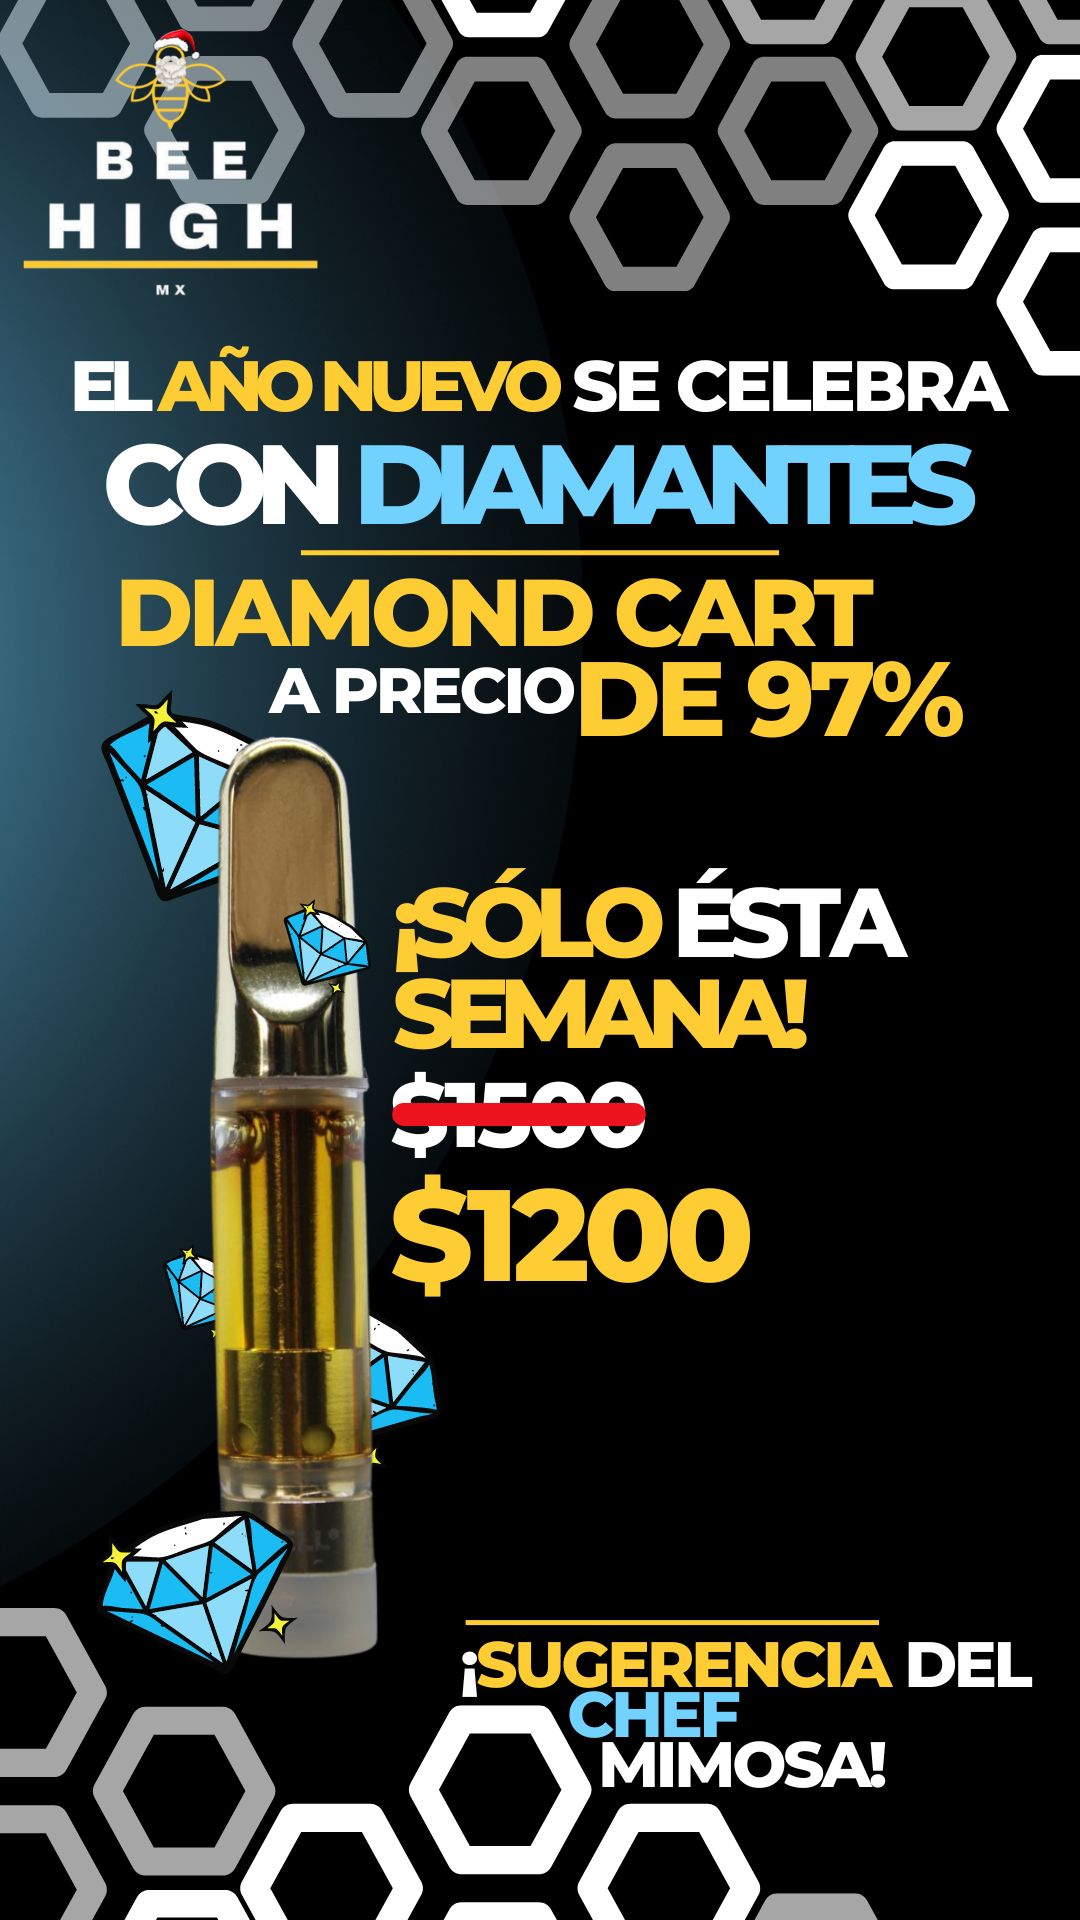 BEE
HIGH
MX
EL AÑO NUEVO SE CELEBRA
CON DIAMANTES
DIAMOND CART
A PRECIO DE 97%
¡SÓLO ÉSTA
SEMANA!
$1500
$1200
¡SUGERENCIA DEL
CHEF
MIMOSA!